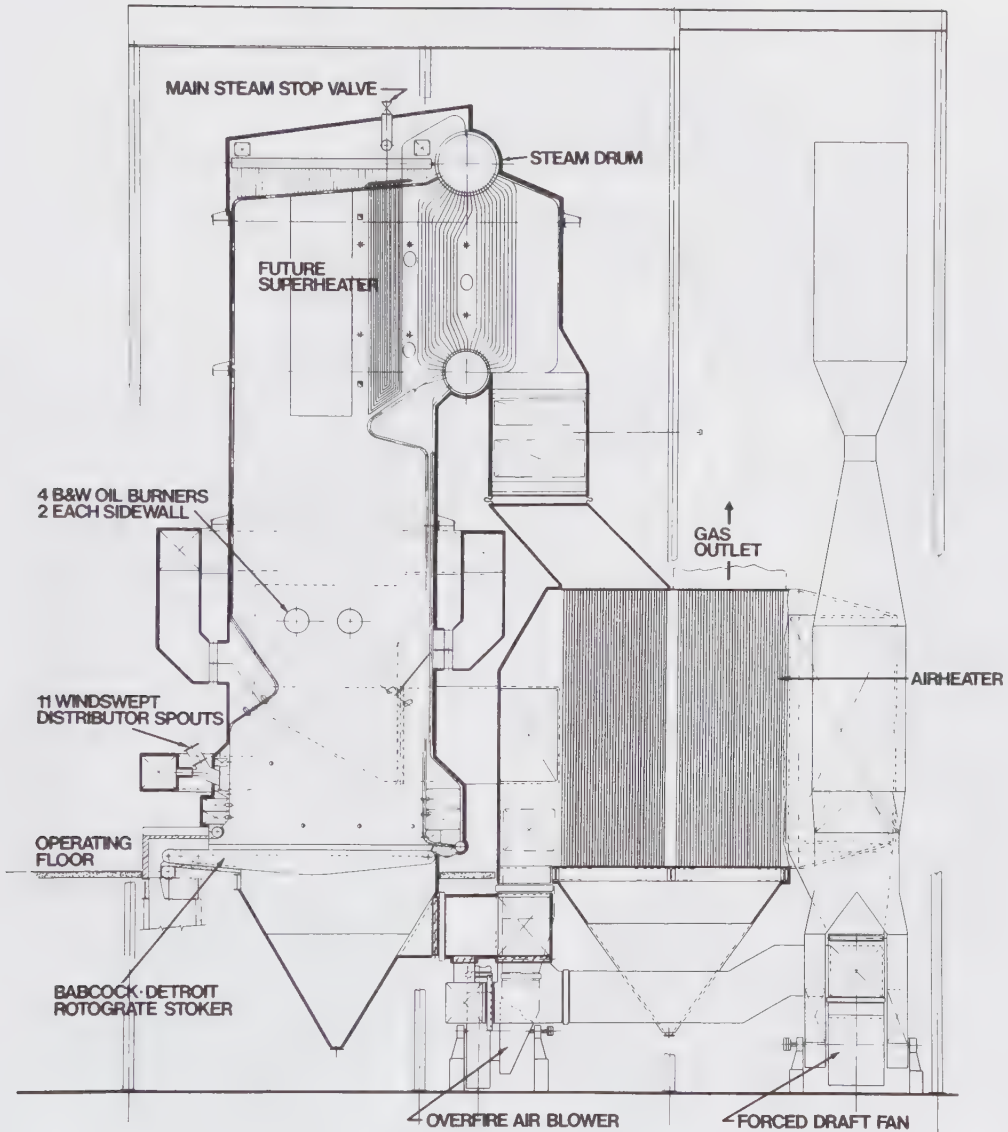 MAIN STEAM STOP VALVE
STEAM DRUM
FUTURE
SUPERHEATER
4 B&W OIL BURNERS
2 EACH SIDEWALL
GAS
OUTLET
AIRHEATER
11 WINDSWEPT
DISTRIBUTOR SPOUTS
OPERATING
FLOOR
BABCOCK-DETROIT
ROTOGRATE STOKER
OVERFIRE AIR BLOWER
FORCED DRAFT FAN